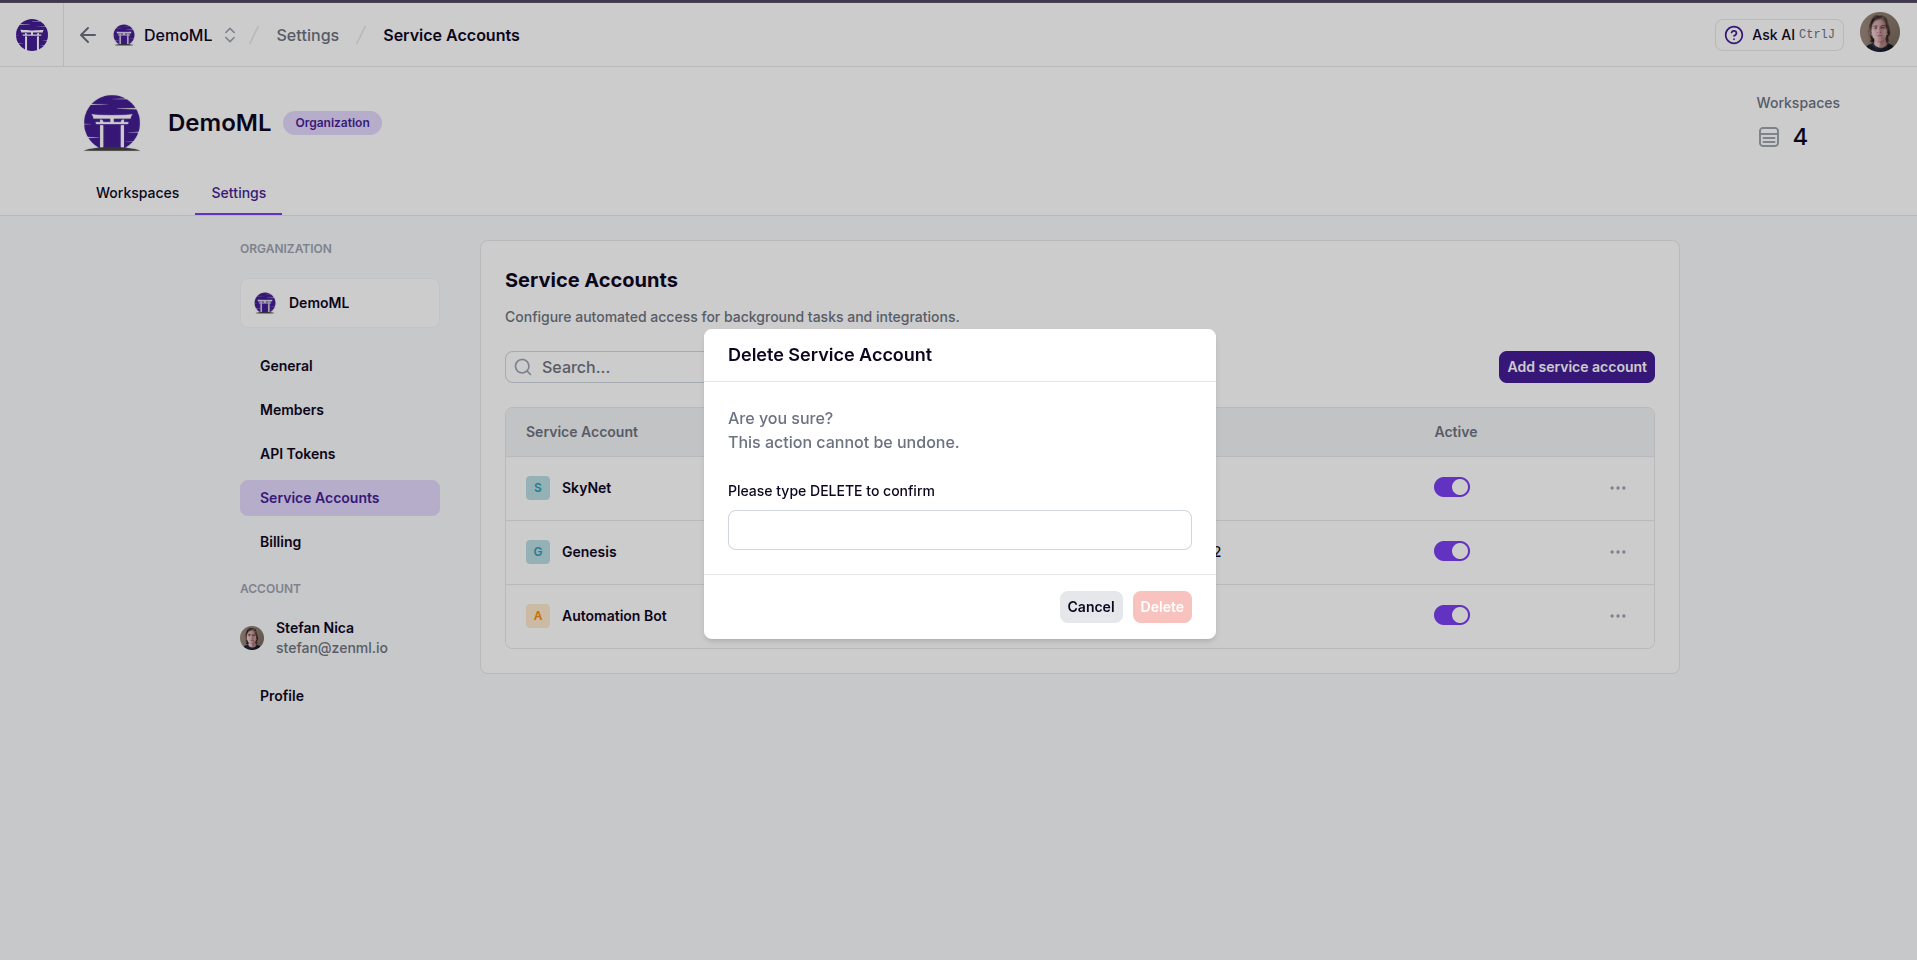 DemoML / Settings / Service Accounts
Ask AI CtrlJ
DemoML Organization
Workspaces
4
Workspaces Settings
ORGANIZATION
DemoML
General
Members
API Tokens
Service Accounts
Billing
ACCOUNT
Stefan Nica
stefan@zenml.io
Profile
Service Accounts
Configure automated access for background tasks and integrations.
Search...
Add service account
Service Account
Active
S SkyNet
G Genesis
2
A Automation Bot
Delete Service Account
Are you sure?
This action cannot be undone.
Please type DELETE to confirm
Cancel Delete